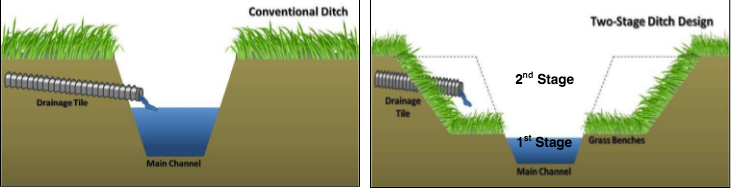 Conventional Ditch
Drainage Tile
Main Channel
Two-Stage Ditch Design
2nd Stage
Drainage
Tile
1st Stage
Grass Benches
Main Channel